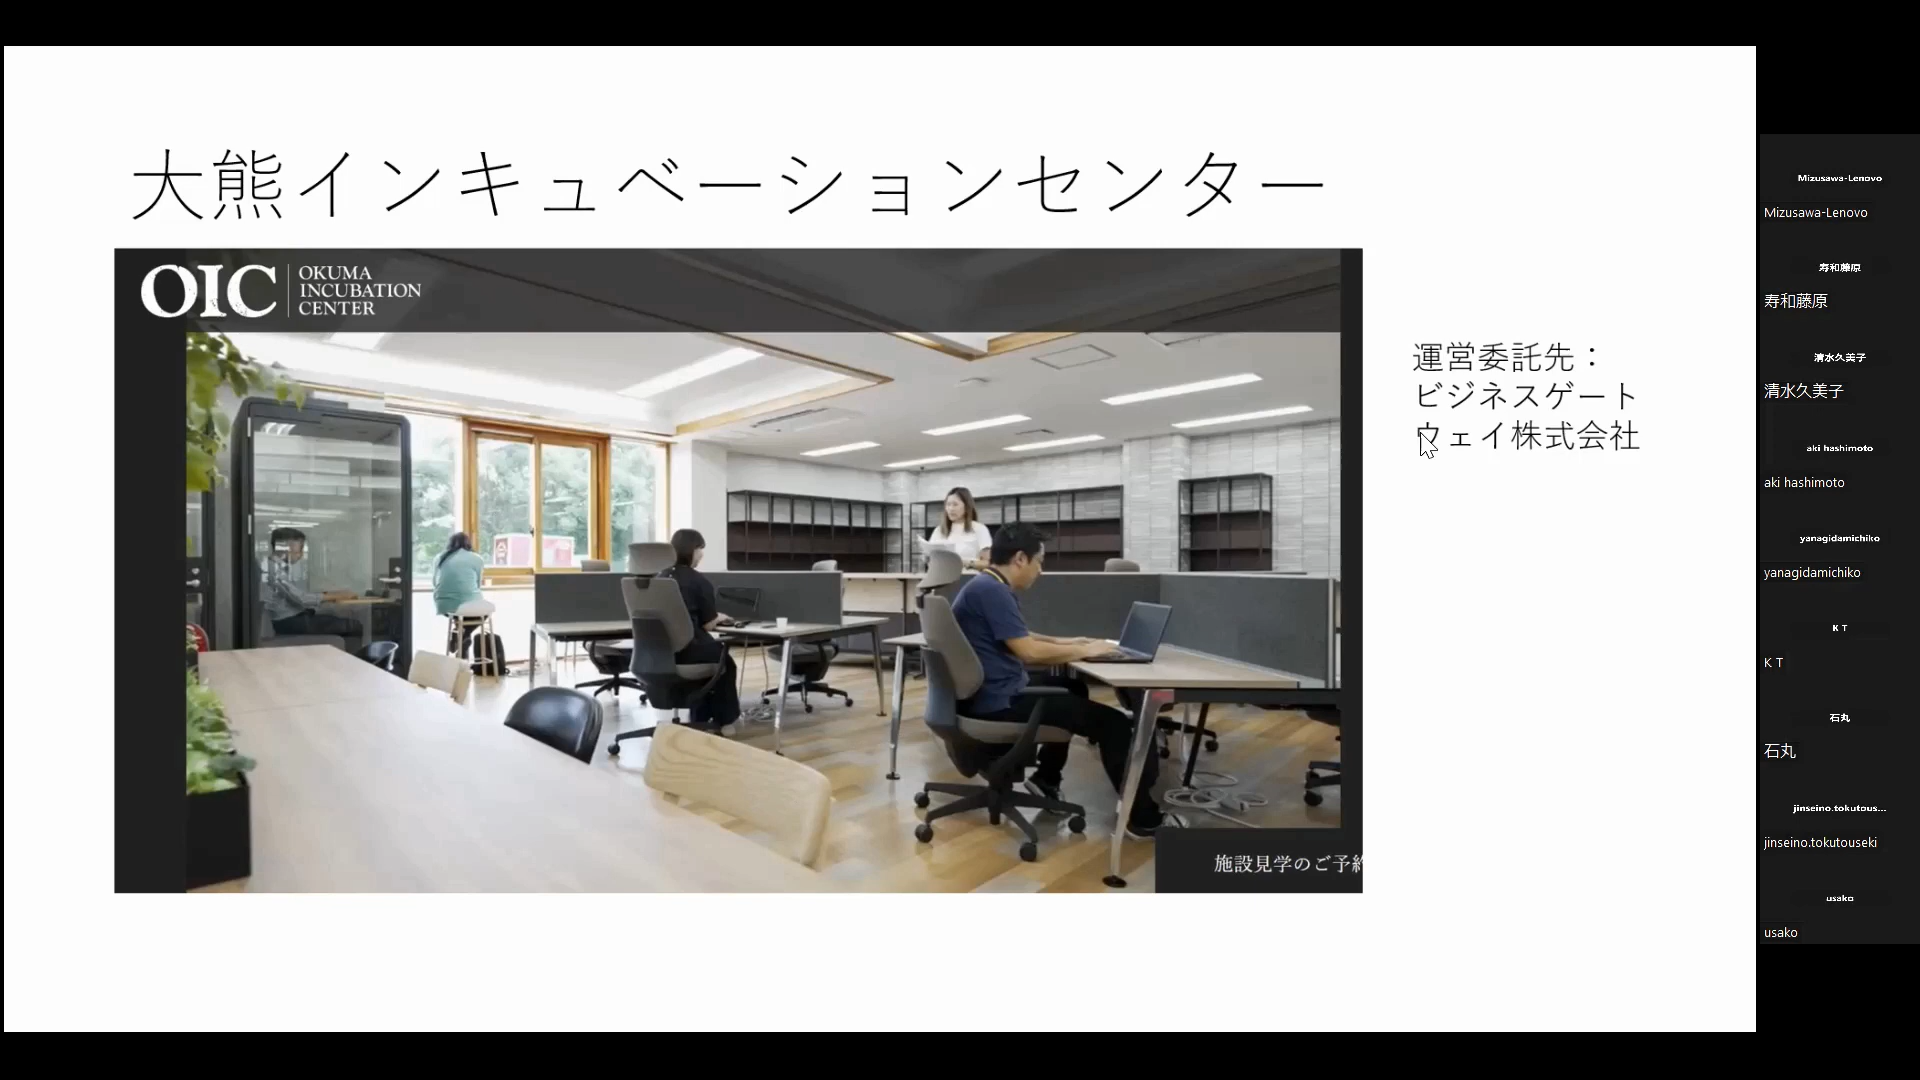 大熊インキュベーションセンター
OIC
OKUMA
INCUBATION
CENTER
運営委託先：
ビジネスゲート
ウェイ株式会社
施設見学のご予約
Mizusawa-Lenovo
Mizusawa-Lenovo
寿和藤原
寿和藤原
清水久美子
清水久美子
aki hashimoto
aki hashimoto
yanagidamichiko
yanagidamichiko
K T
K T
石丸
石丸
jinseino.tokutous...
jinseino.tokutouseki
usako
usako